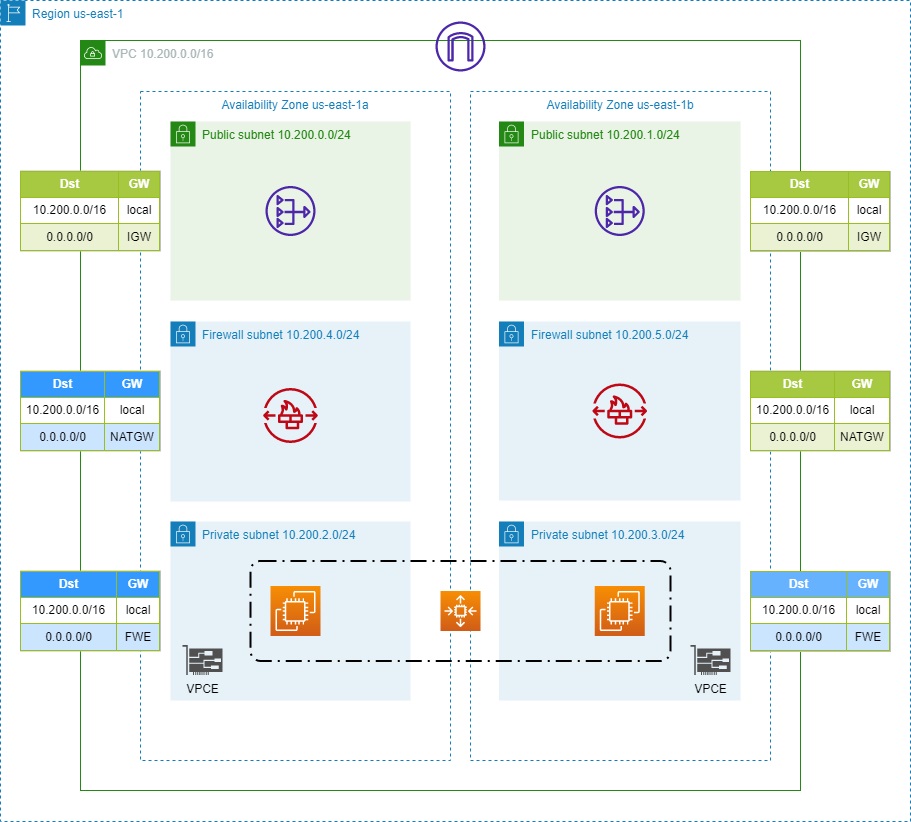 Region us-east-1
VPC 10.200.0.0/16
Availability Zone us-east-1a
Availability Zone us-east-1b
Public subnet 10.200.0.0/24
Public subnet 10.200.1.0/24
Dst GW
10.200.0.0/16 local
0.0.0.0/0 IGW
Dst GW
10.200.0.0/16 local
0.0.0.0/0 IGW
Firewall subnet 10.200.4.0/24
Firewall subnet 10.200.5.0/24
Dst GW
10.200.0.0/16 local
0.0.0.0/0 NATGW
Dst GW
10.200.0.0/16 local
0.0.0.0/0 NATGW
Private subnet 10.200.2.0/24
Private subnet 10.200.3.0/24
Dst GW
10.200.0.0/16 local
0.0.0.0/0 FWE
Dst GW
10.200.0.0/16 local
0.0.0.0/0 FWE
VPCE
VPCE